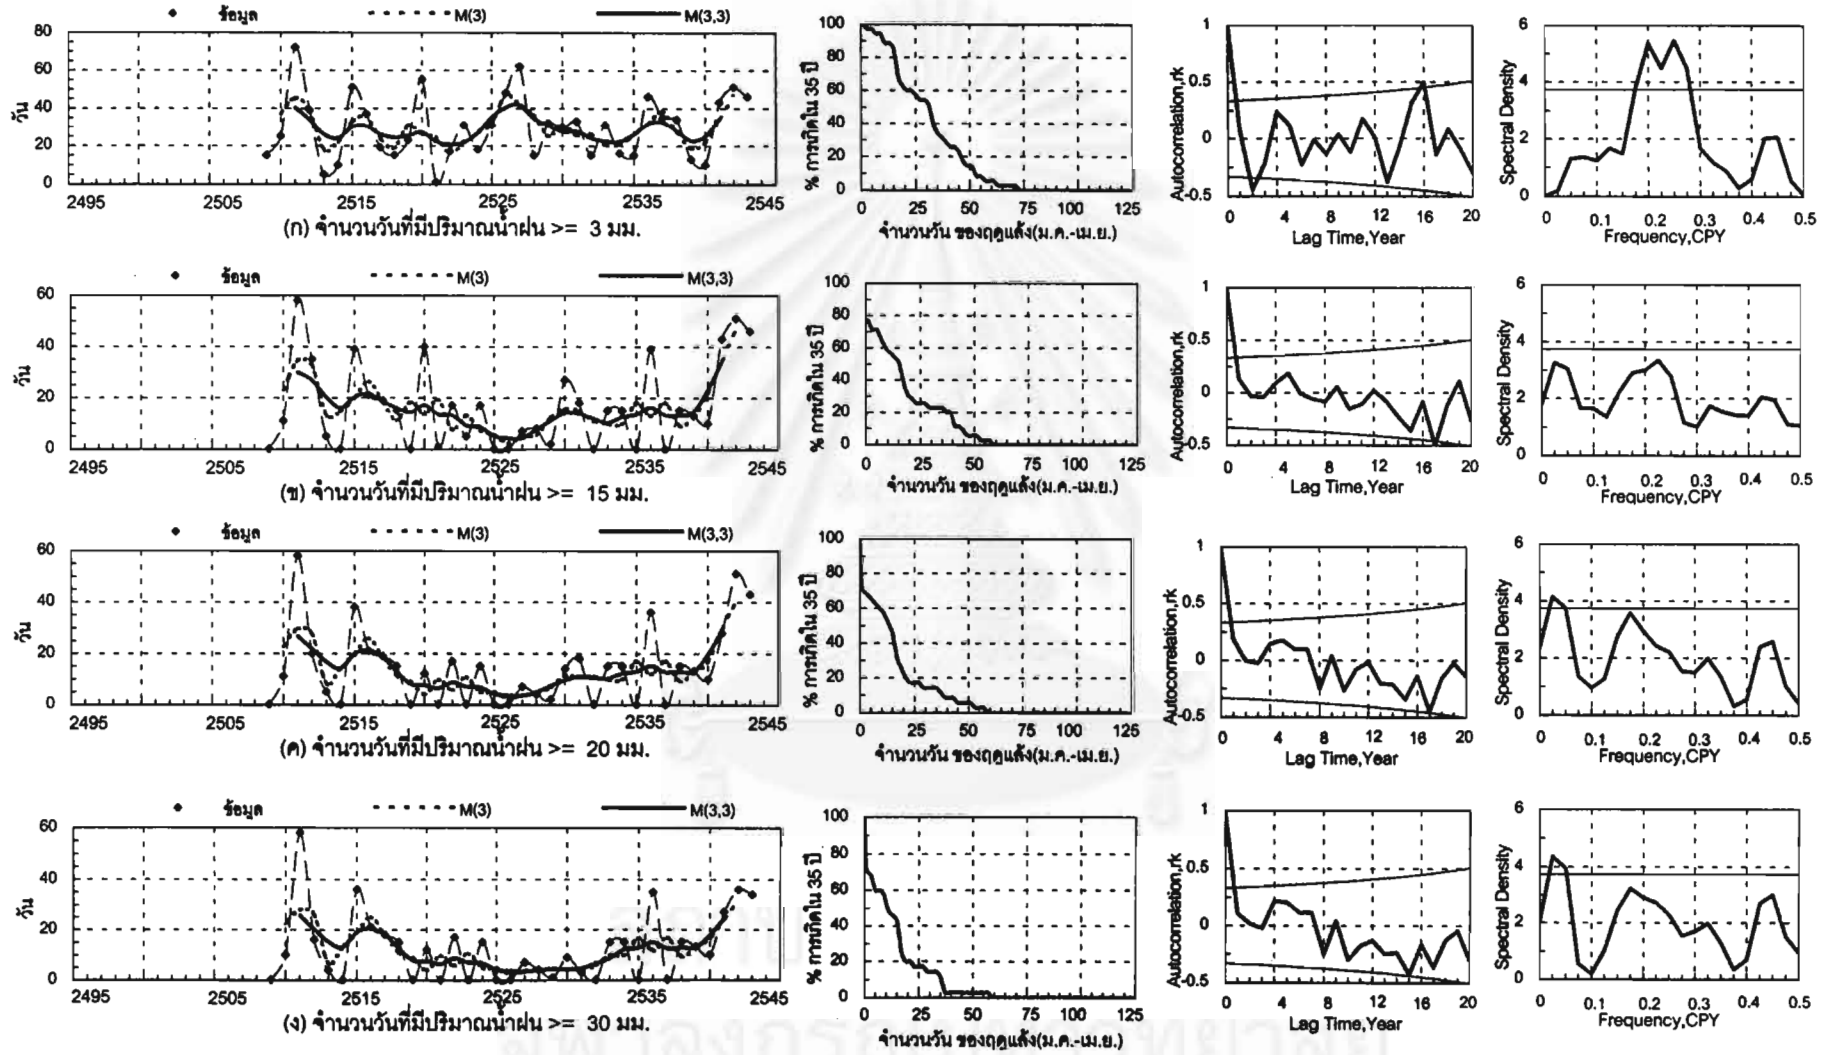 ข้อมูล M(3) M(3,3)
วัน
80
60
40
20
0
2495 2505 2515 2525 2535 2545
(ก) จำนวนวันที่มีปริมาณน้ำฝน >= 3 มม.
% การเกิดใน 35 ปี
100
80
60
40
20
0
0 25 50 75 100 125
จำนวนวัน ของฤดูแล้ง(ม.ค.-เม.ย.)
Autocorrelation,rk
1
0.5
0
-0.5
0 4 8 12 16 20
Lag Time,Year
Spectral Density
6
4
2
0
0 0.1 0.2 0.3 0.4 0.5
Frequency,CPY
ข้อมูล M(3) M(3,3)
วัน
60
40
20
0
2495 2505 2515 2525 2535 2545
(ข) จำนวนวันที่มีปริมาณน้ำฝน >= 15 มม.
% การเกิดใน 35 ปี
100
80
60
40
20
0
0 25 50 75 100 125
จำนวนวัน ของฤดูแล้ง(ม.ค.-เม.ย.)
Autocorrelation,rk
1
0.5
0
-0.5
0 4 8 12 16 20
Lag Time,Year
Spectral Density
6
4
2
0
0 0.1 0.2 0.3 0.4 0.5
Frequency,CPY
ข้อมูล M(3) M(3,3)
วัน
60
40
20
0
2495 2505 2515 2525 2535 2545
(ค) จำนวนวันที่มีปริมาณน้ำฝน >= 20 มม.
% การเกิดใน 35 ปี
100
80
60
40
20
0
0 25 50 75 100 125
จำนวนวัน ของฤดูแล้ง(ม.ค.-เม.ย.)
Autocorrelation,rk
1
0.5
0
-0.5
0 4 8 12 16 20
Lag Time,Year
Spectral Density
6
4
2
0
0 0.1 0.2 0.3 0.4 0.5
Frequency,CPY
ข้อมูล M(3) M(3,3)
วัน
60
40
20
0
2495 2505 2515 2525 2535 2545
(ง) จำนวนวันที่มีปริมาณน้ำฝน >= 30 มม.
% การเกิดใน 35 ปี
100
80
60
40
20
0
0 25 50 75 100 125
จำนวนวัน ของฤดูแล้ง(ม.ค.-เม.ย.)
Autocorrelation,rk
1
0.5
0
-0.5
0 4 8 12 16 20
Lag Time,Year
Spectral Density
6
4
2
0
0 0.1 0.2 0.3 0.4 0.5
Frequency,CPY